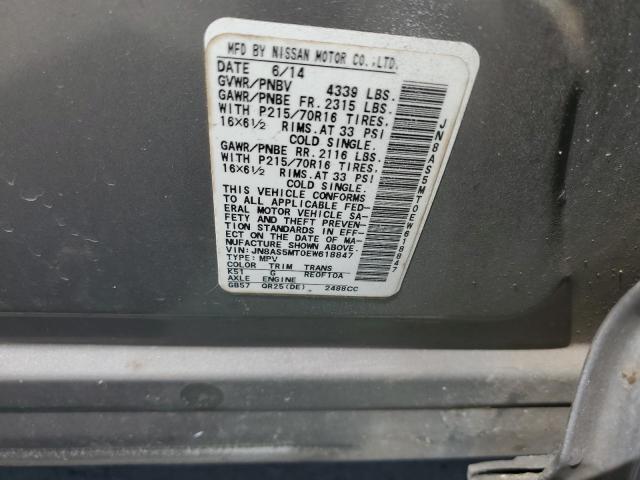 MFD BY NISSAN MOTOR CO.,LTD.
DATE 6/14
GVWR/PNBV 4339 LBS.
GAWR/PNBE FR. 2315 LBS.
WITH P215/70R16 TIRES.
16X6½ RIMS.AT 33 PSI
COLD SINGLE.
GAWR/PNBE RR. 2116 LBS.
WITH P215/70R16 TIRES.
16X6½ RIMS.AT 33 PSI
COLD SINGLE.
THIS VEHICLE CONFORMS
TO ALL APPLICABLE FED-
ERAL MOTOR VEHICLE SA-
FETY AND THEFT PREVEN-
TION STANDARDS IN EFF-
ECT ON THE DATE OF MA-
NUFACTURE SHOWN ABOVE.
VIN: JN8AS5MT0EW618847
TYPE: MPV
COLOR TRIM TRANS
K51 G RE0F10A
AXLE ENGINE
GB57 QR25(DE). 2488CC
JN8AS5MT0EW618847